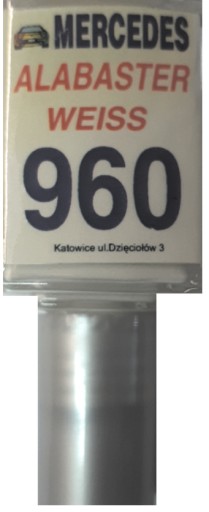 MERCEDES
ALABASTER
WEISS
960
Katowice ul.Dzięciołów 3